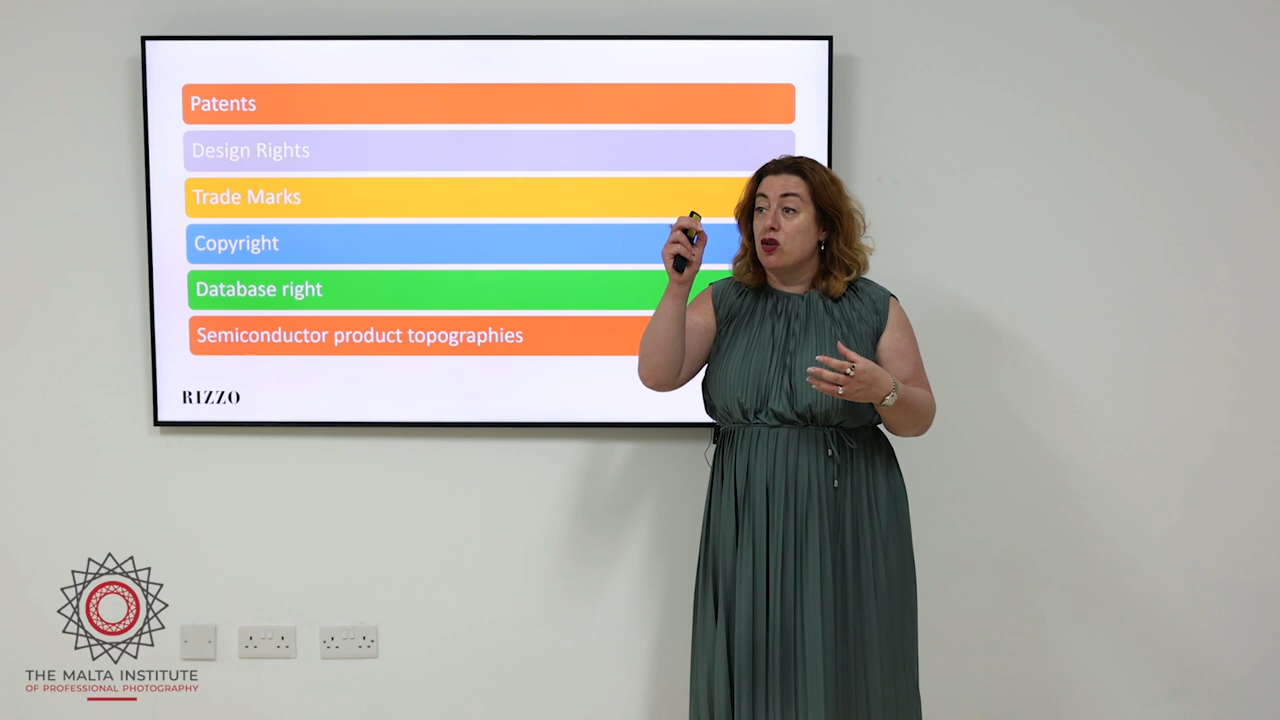 Patents
Design Rights
Trade Marks
Copyright
Database right
Semiconductor product topographies
RIZZO
THE MALTA INSTITUTE
OF PROFESSIONAL PHOTOGRAPHY